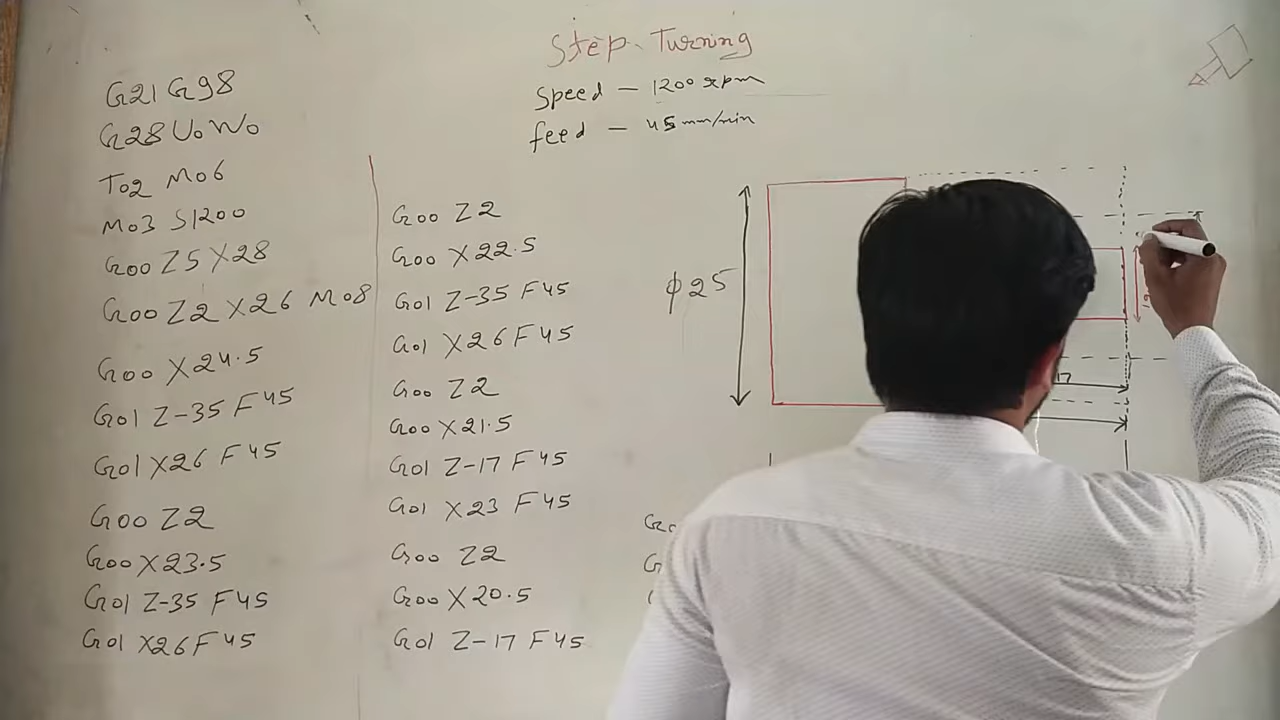 Step Turning
Speed - 1200 rpm
feed - 45 mm/min
G21 G98
G28 U0 W0
T02 M06
M03 S1200
G00 Z5 X28
G00 Z2 X26 M08
G00 X24.5
G01 Z-35 F45
G01 X26 F45
G00 Z2
G00 X23.5
G01 Z-35 F45
G01 X26 F45
G00 Z2
G00 X22.5
G01 Z-35 F45
G01 X26 F45
G00 Z2
G00 X21.5
G01 Z-17 F45
G01 X23 F45
G00 Z2
G00 X20.5
G01 Z-17 F45
ϕ25
17